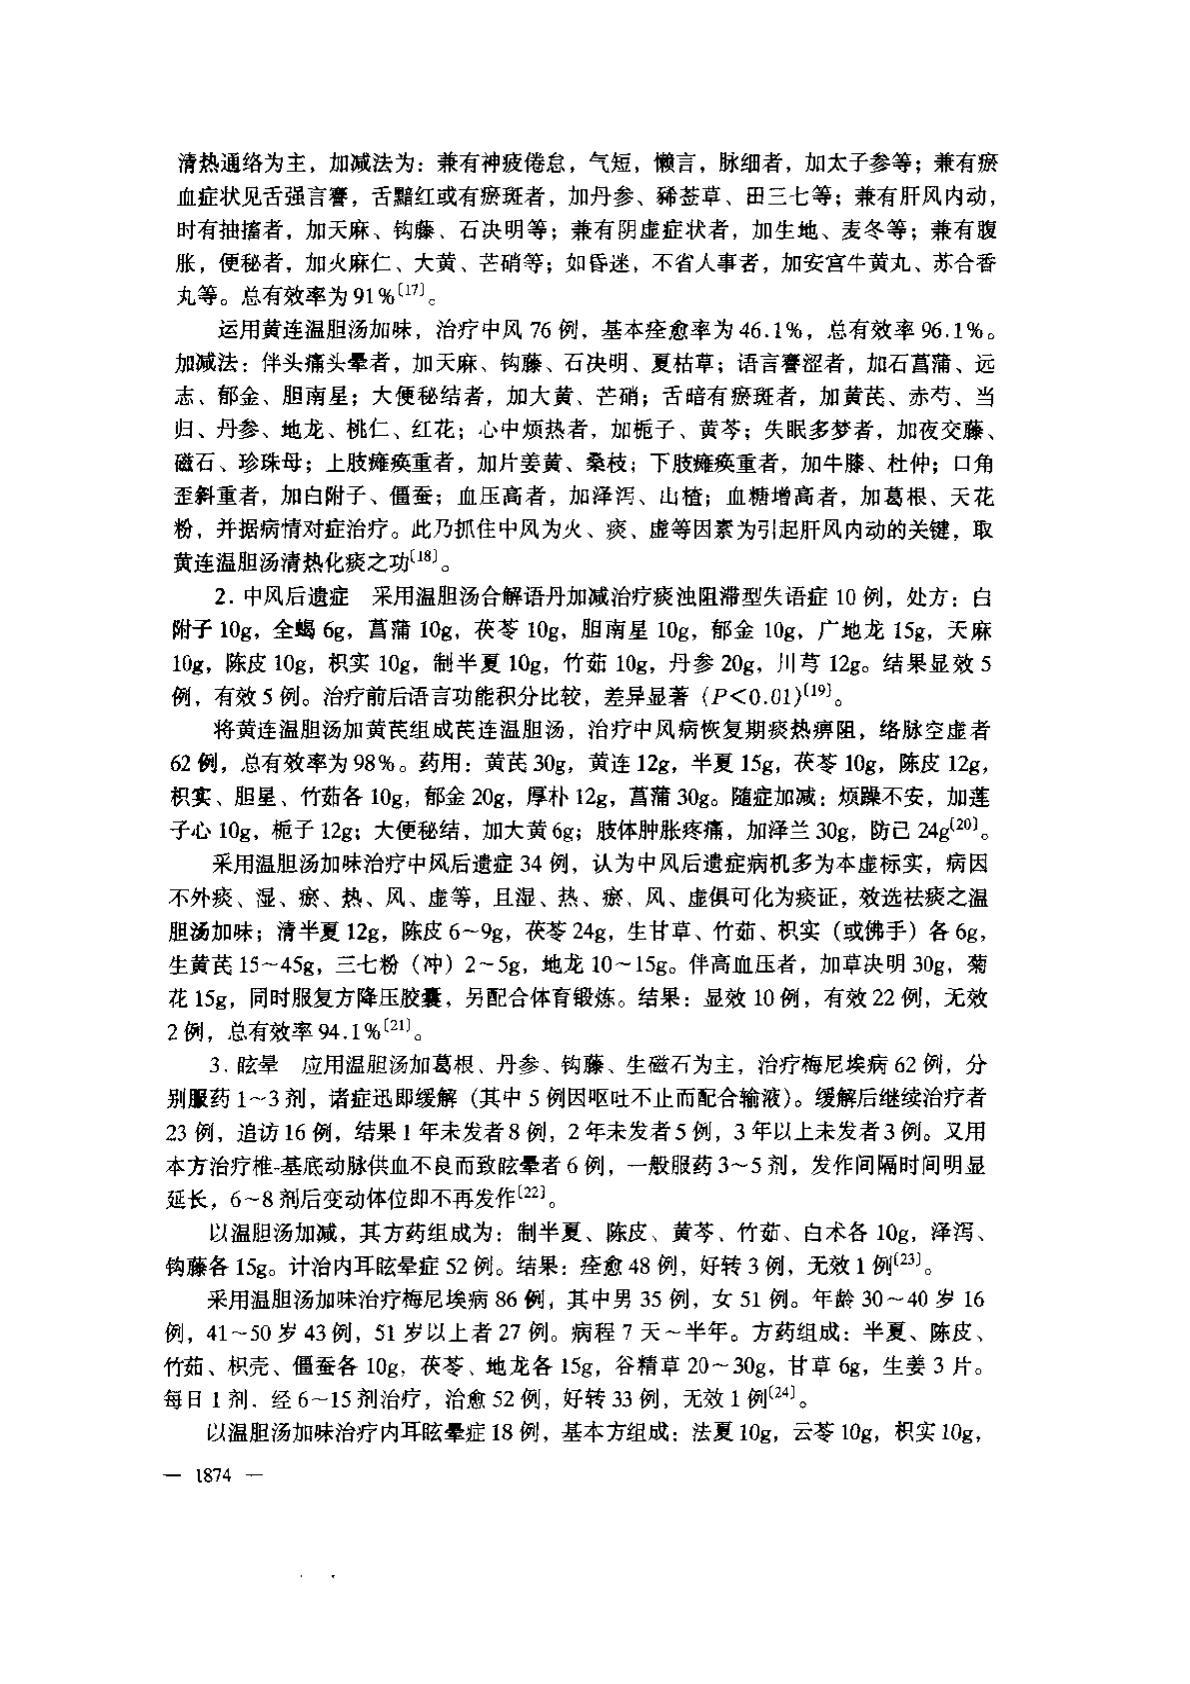 清热通络为主，加减法为：兼有神疲倦怠，气短，懒言，脉细者，加太子参等；兼有瘀
血症状见舌强言謇，舌黯红或有瘀斑者，加丹参、豨莶草、田三七等；兼有肝风内动，
时有抽搐者，加天麻、钩藤、石决明等；兼有阴虚症状者，加生地、麦冬等；兼有腹
胀，便秘者，加火麻仁、大黄、芒硝等；如昏迷，不省人事者，加安宫牛黄丸、苏合香
丸等。总有效率为91%〔17〕。
运用黄连温胆汤加味，治疗中风76例，基本痊愈率为46.1%，总有效率96.1%。
加减法：伴头痛头晕者，加天麻、钩藤、石决明、夏枯草；语言謇涩者，加石菖蒲、远
志、郁金、胆南星；大便秘结者，加大黄、芒硝；舌暗有瘀斑者，加黄芪、赤芍、当
归、丹参、地龙、桃仁、红花；心中烦热者，加栀子、黄芩；失眠多梦者，加夜交藤、
磁石、珍珠母；上肢瘫痪重者，加片姜黄、桑枝；下肢瘫痪重者，加牛膝、杜仲；口角
歪斜重者，加白附子、僵蚕；血压高者，加泽泻、山楂；血糖增高者，加葛根、天花
粉，并据病情对症治疗。此乃抓住中风为火、痰、虚等因素为引起肝风内动的关键，取
黄连温胆汤清热化痰之功〔18〕。
2. 中风后遗症　采用温胆汤合解语丹加减治疗痰浊阻滞型失语症10例，处方：白
附子10g，全蝎6g，菖蒲10g，茯苓10g，胆南星10g，郁金10g，广地龙15g，天麻
10g，陈皮10g，枳实10g，制半夏10g，竹茹10g，丹参20g，川芎12g。结果显效5
例，有效5例。治疗前后语言功能积分比较，差异显著（P＜0.01）〔19〕。
将黄连温胆汤加黄芪组成芪连温胆汤，治疗中风病恢复期痰热痹阻，络脉空虚者
62例，总有效率为98%。药用：黄芪30g，黄连12g，半夏15g，茯苓10g，陈皮12g，
枳实、胆星、竹茹各10g，郁金20g，厚朴12g，菖蒲30g。随症加减：烦躁不安，加莲
子心10g，栀子12g；大便秘结，加大黄6g；肢体肿胀疼痛，加泽兰30g，防己24g〔20〕。
采用温胆汤加味治疗中风后遗症34例，认为中风后遗症病机多为本虚标实，病因
不外痰、湿、瘀、热、风、虚等，且湿、热、瘀、风、虚俱可化为痰证，效选祛痰之温
胆汤加味；清半夏12g，陈皮6～9g，茯苓24g，生甘草、竹茹、枳实（或佛手）各6g，
生黄芪15～45g，三七粉（冲）2～5g，地龙10～15g。伴高血压者，加草决明30g，菊
花15g，同时服复方降压胶囊，另配合体育锻炼。结果：显效10例，有效22例，无效
2例，总有效率94.1%〔21〕。
3. 眩晕　应用温胆汤加葛根、丹参、钩藤、生磁石为主，治疗梅尼埃病62例，分
别服药1～3剂，诸症迅即缓解（其中5例因呕吐不止而配合输液）。缓解后继续治疗者
23例，追访16例，结果1年未发者8例，2年未发者5例，3年以上未发者3例。又用
本方治疗椎-基底动脉供血不良而致眩晕者6例，一般服药3～5剂，发作间隔时间明显
延长，6～8剂后变动体位即不再发作〔22〕。
以温胆汤加减，其方药组成为：制半夏、陈皮、黄芩、竹茹、白术各10g，泽泻、
钩藤各15g。计治内耳眩晕症52例。结果：痊愈48例，好转3例，无效1例〔23〕。
采用温胆汤加味治疗梅尼埃病86例，其中男35例，女51例。年龄30～40岁16
例，41～50岁43例，51岁以上者27例。病程7天～半年。方药组成：半夏、陈皮、
竹茹、枳壳、僵蚕各10g，茯苓、地龙各15g，谷精草20～30g，甘草6g，生姜3片。
每日1剂．经6～15剂治疗，治愈52例，好转33例，无效1例〔24〕。
以温胆汤加味治疗内耳眩晕症18例，基本方组成：法夏10g，云苓10g，枳实10g，
— 1874 —